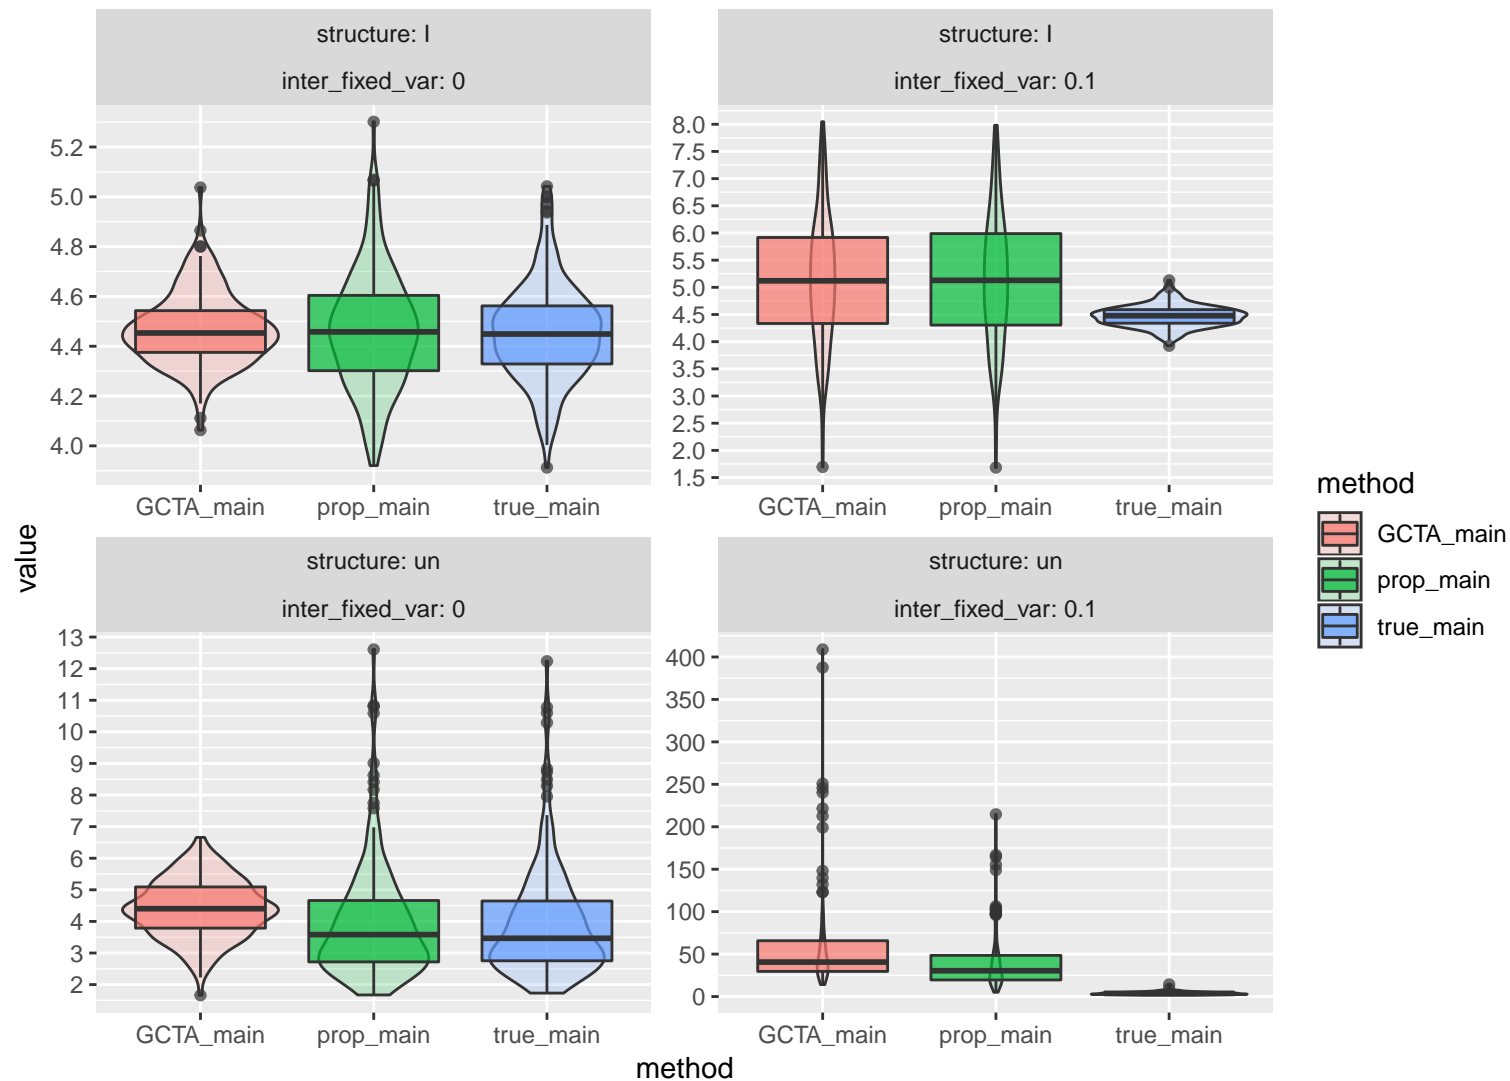 structure: I
inter_fixed_var: 0
structure: I
inter_fixed_var: 0.1
5.2
5.0
4.8
4.6
4.4
4.2
4.0
8.0
7.5
7.0
6.5
6.0
5.5
5.0
4.5
4.0
3.5
3.0
2.5
2.0
1.5
GCTA_main prop_main true_main
GCTA_main prop_main true_main
structure: un
inter_fixed_var: 0
structure: un
inter_fixed_var: 0.1
13
12
11
10
9
8
7
6
5
4
3
2
400
350
300
250
200
150
100
50
0
GCTA_main prop_main true_main
GCTA_main prop_main true_main
value
method
method
GCTA_main
prop_main
true_main